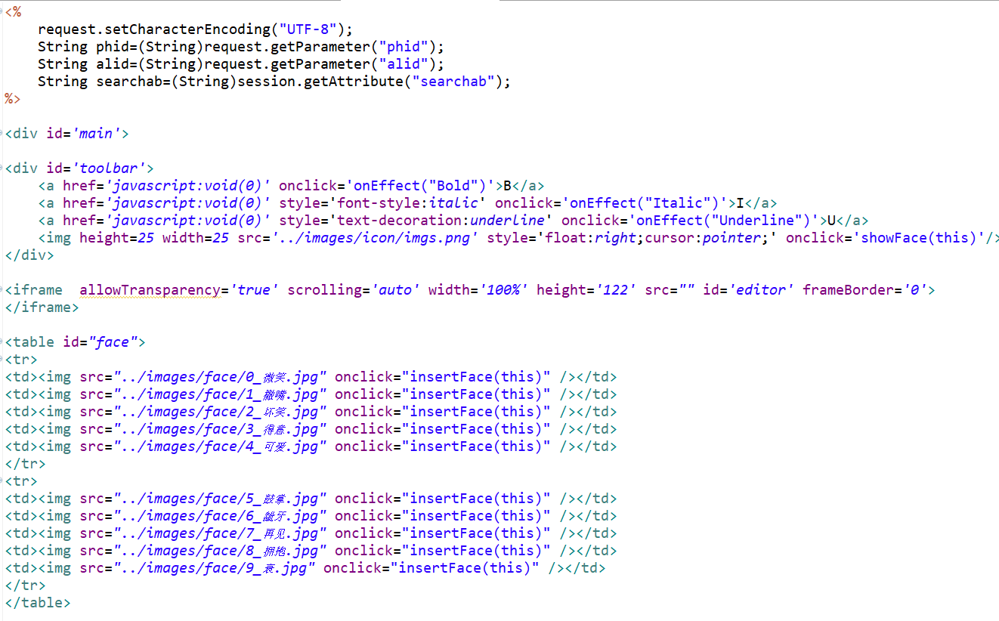 <%
    request.setCharacterEncoding("UTF-8");
    String phid=(String)request.getParameter("phid");
    String alid=(String)request.getParameter("alid");
    String searchab=(String)session.getAttribute("searchab");
%>
<div id='main'>
<div id='toolbar'>
    <a href='javascript:void(0)' onclick='onEffect("Bold")'>B</a>
    <a href='javascript:void(0)' style='font-style:italic' onclick='onEffect("Italic")'>I</a>
    <a href='javascript:void(0)' style='text-decoration:underline' onclick='onEffect("Underline")'>U</a>
    <img height=25 width=25 src='../images/icon/imgs.png' style='float:right;cursor:pointer;' onclick='showFace(this)'/>
</div>
<iframe  allowTransparency='true' scrolling='auto' width='100%' height='122' src="" id='editor' frameBorder='0'>
</iframe>
<table id="face">
<tr>
<td><img src="../images/face/0_微笑.jpg" onclick="insertFace(this)" /></td>
<td><img src="../images/face/1_撇嘴.jpg" onclick="insertFace(this)" /></td>
<td><img src="../images/face/2_坏笑.jpg" onclick="insertFace(this)" /></td>
<td><img src="../images/face/3_得意.jpg" onclick="insertFace(this)" /></td>
<td><img src="../images/face/4_可爱.jpg" onclick="insertFace(this)" /></td>
</tr>
<tr>
<td><img src="../images/face/5_鼓掌.jpg" onclick="insertFace(this)" /></td>
<td><img src="../images/face/6_龇牙.jpg" onclick="insertFace(this)" /></td>
<td><img src="../images/face/7_再见.jpg" onclick="insertFace(this)" /></td>
<td><img src="../images/face/8_拥抱.jpg" onclick="insertFace(this)" /></td>
<td><img src="../images/face/9_衰.jpg" onclick="insertFace(this)" /></td>
</tr>
</table>